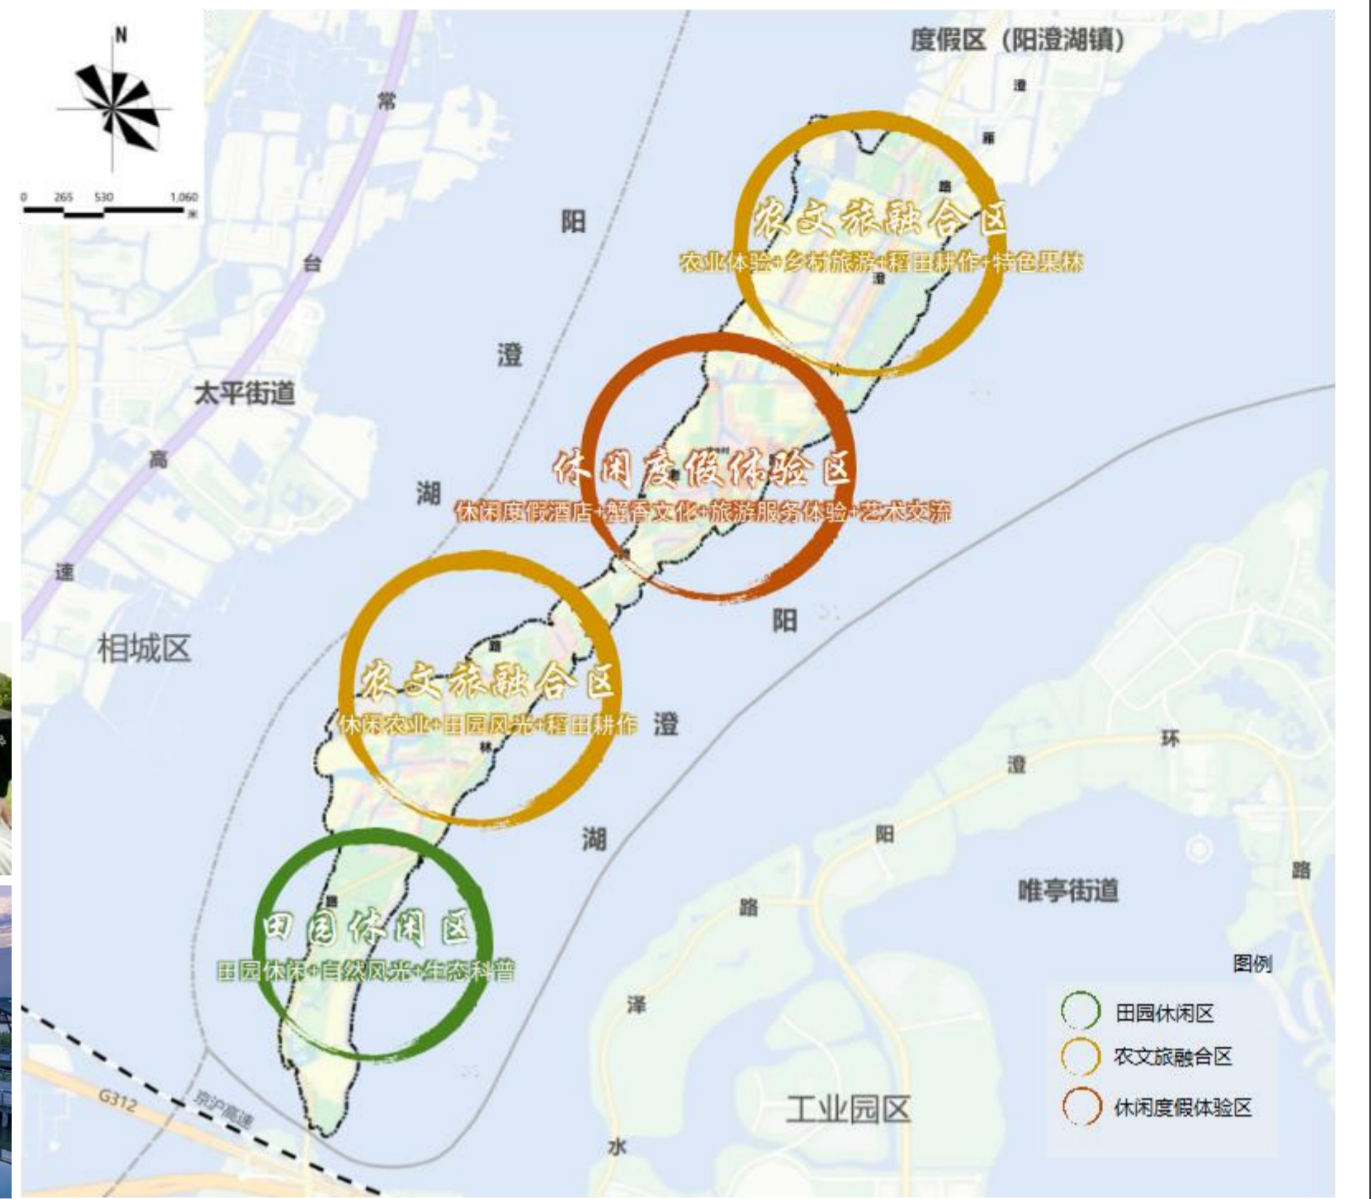 N
0 265 530 1,060
米
度假区（阳澄湖镇）
澄
雁
路
常
台
高
速
太平街道
相城区
阳
澄
湖
农文旅融合区
农业体验+乡村旅游+稻田耕作+特色果林
澄
林
休闲度假体验区
休闲度假酒店+蟹香文化+旅游服务体验+艺术交流
农文旅融合区
休闲农业+田园风光+稻田耕作
路
林
田园休闲区
田园休闲+自然风光+生态科普
路
阳
澄
湖
环
澄
阳
路
路
泽
水
唯亭街道
工业园区
G312
京沪高速
图例
田园休闲区
农文旅融合区
休闲度假体验区